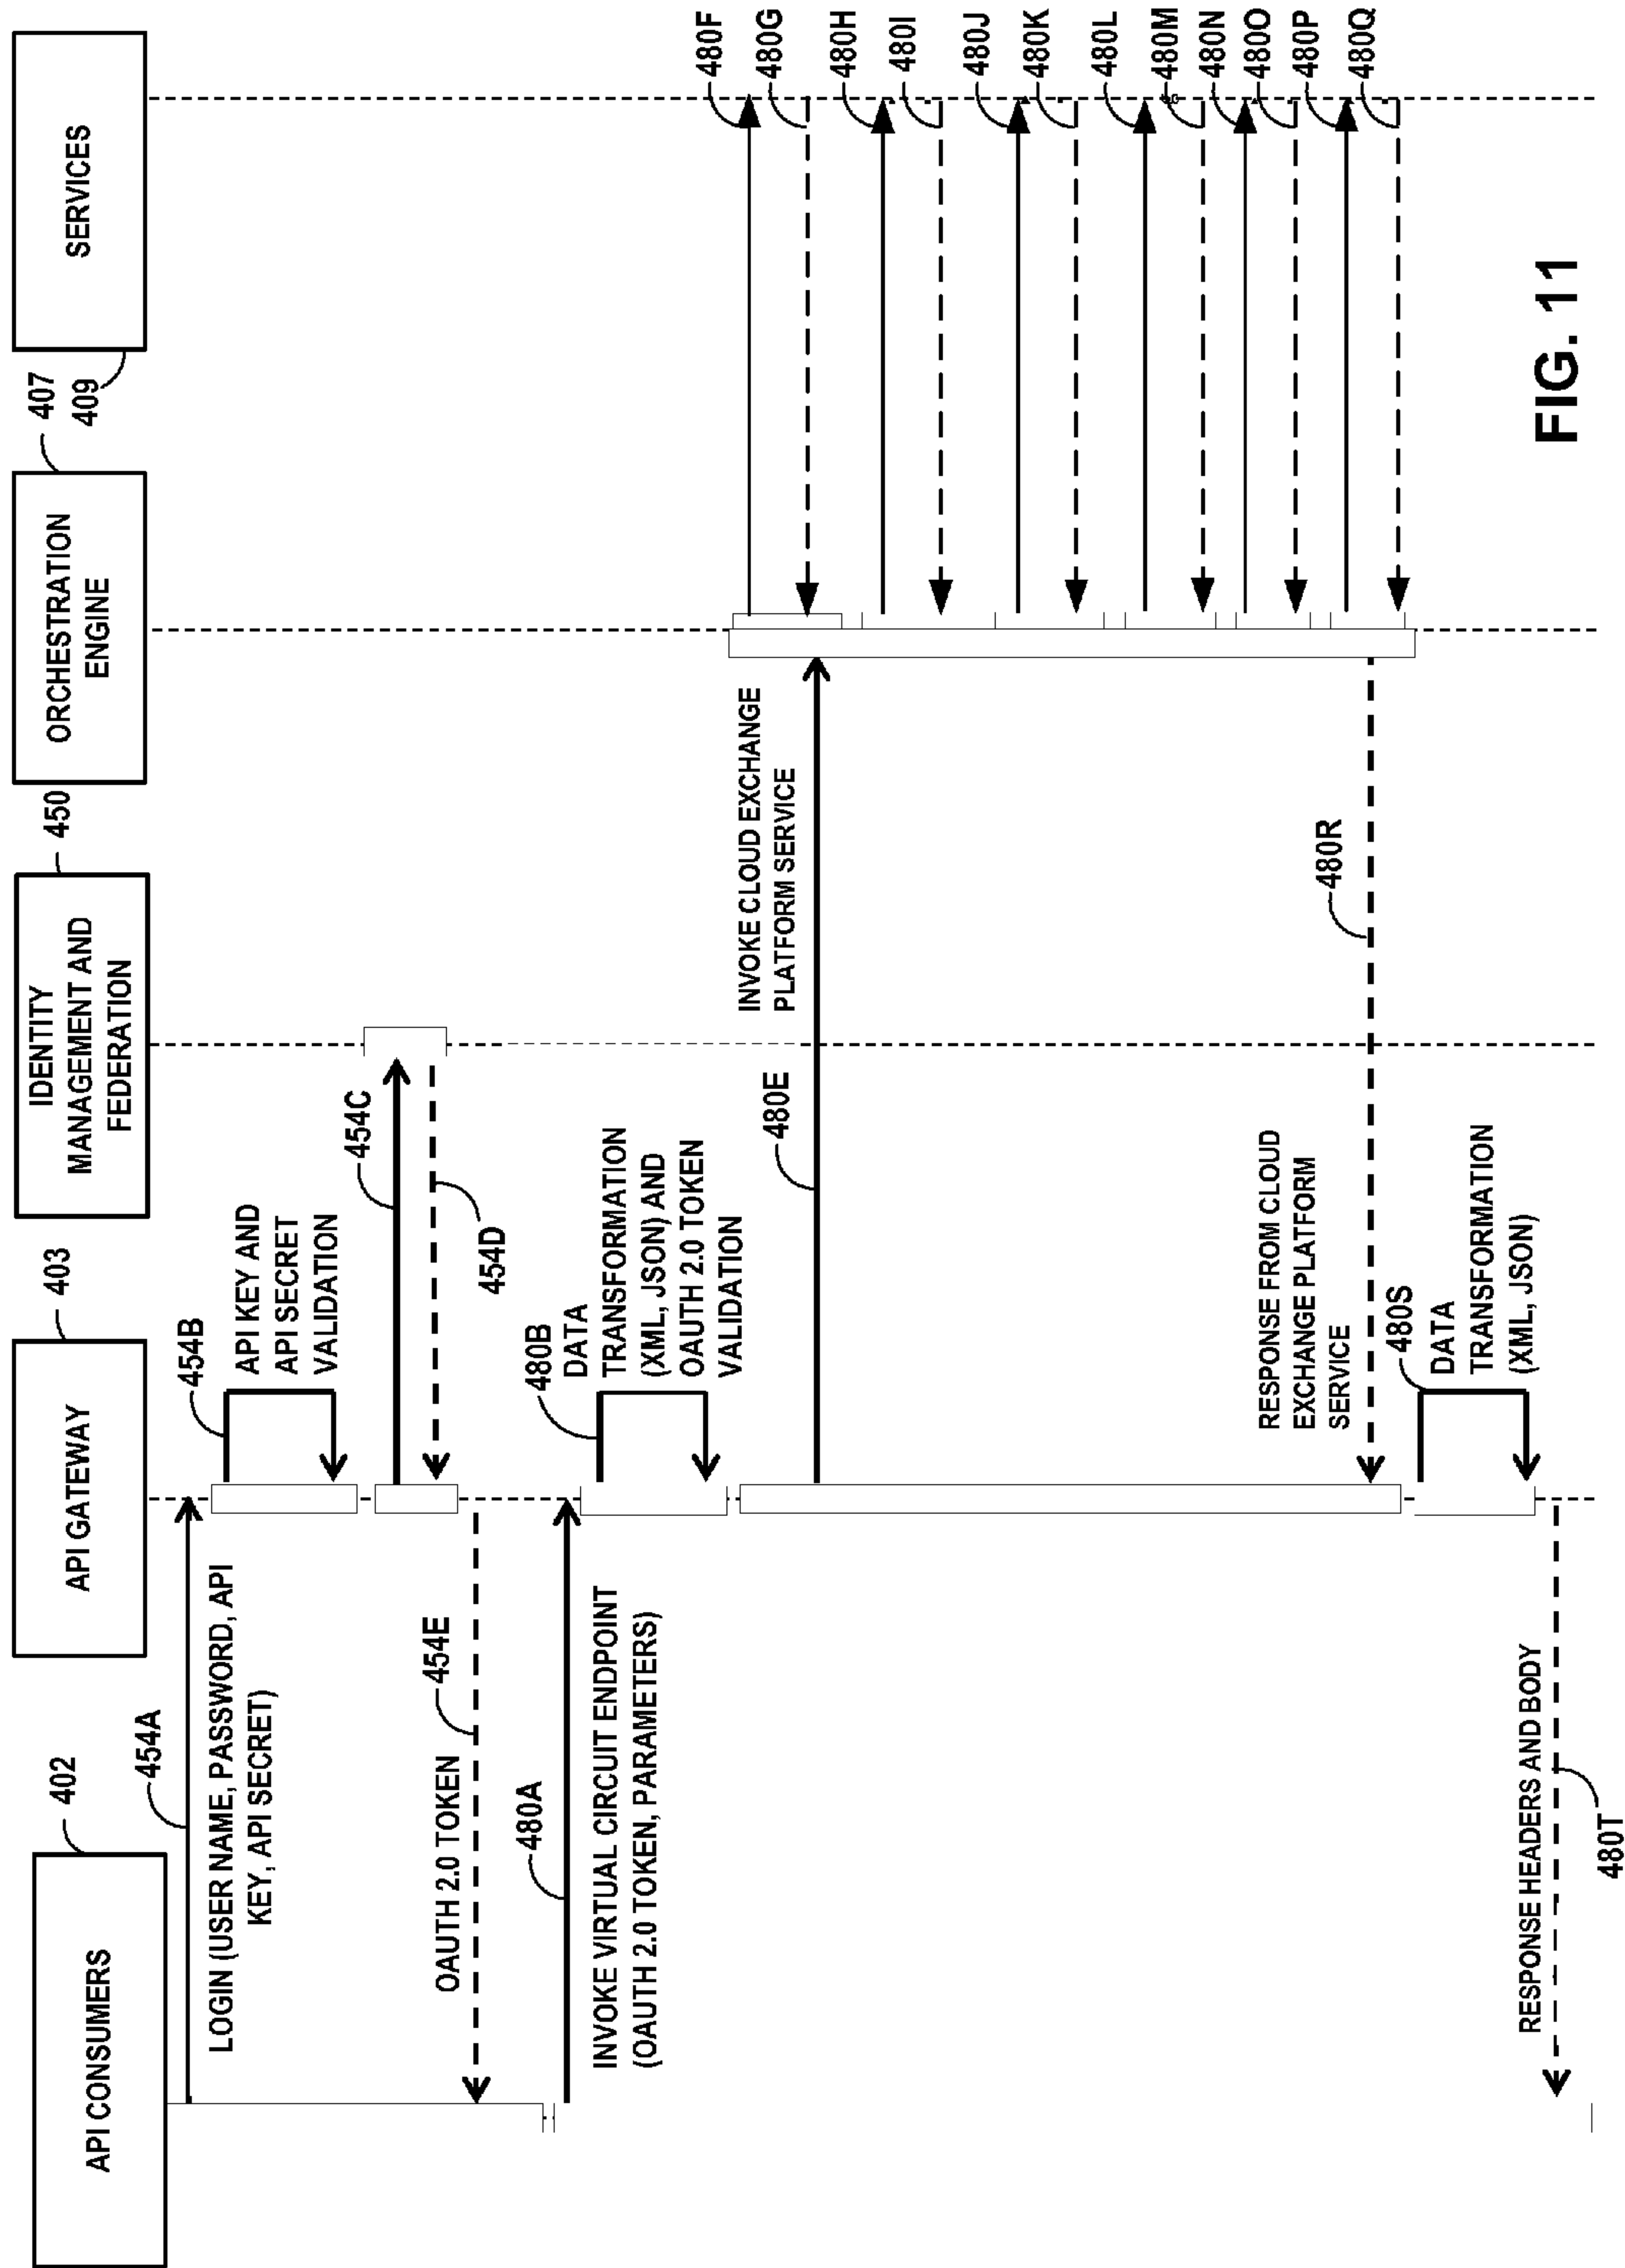 API CONSUMERS
402
API GATEWAY
403
IDENTITY
MANAGEMENT AND
FEDERATION
450
ORCHESTRATION
ENGINE
407
SERVICES
409
454A
LOGIN (USER NAME, PASSWORD, API
KEY, API SECRET)
454B
API KEY AND
API SECRET
VALIDATION
454C
454D
454E
OAUTH 2.0 TOKEN
480A
INVOKE VIRTUAL CIRCUIT ENDPOINT
(OAUTH 2.0 TOKEN, PARAMETERS)
480B
DATA
TRANSFORMATION
(XML, JSON) AND
OAUTH 2.0 TOKEN
VALIDATION
480E
INVOKE CLOUD EXCHANGE
PLATFORM SERVICE
480F
480G
480H
480I
480J
480K
480L
480M
480N
480O
480P
480Q
480R
RESPONSE FROM CLOUD
EXCHANGE PLATFORM
SERVICE
480S
DATA
TRANSFORMATION
(XML, JSON)
RESPONSE HEADERS AND BODY
480T
FIG. 11